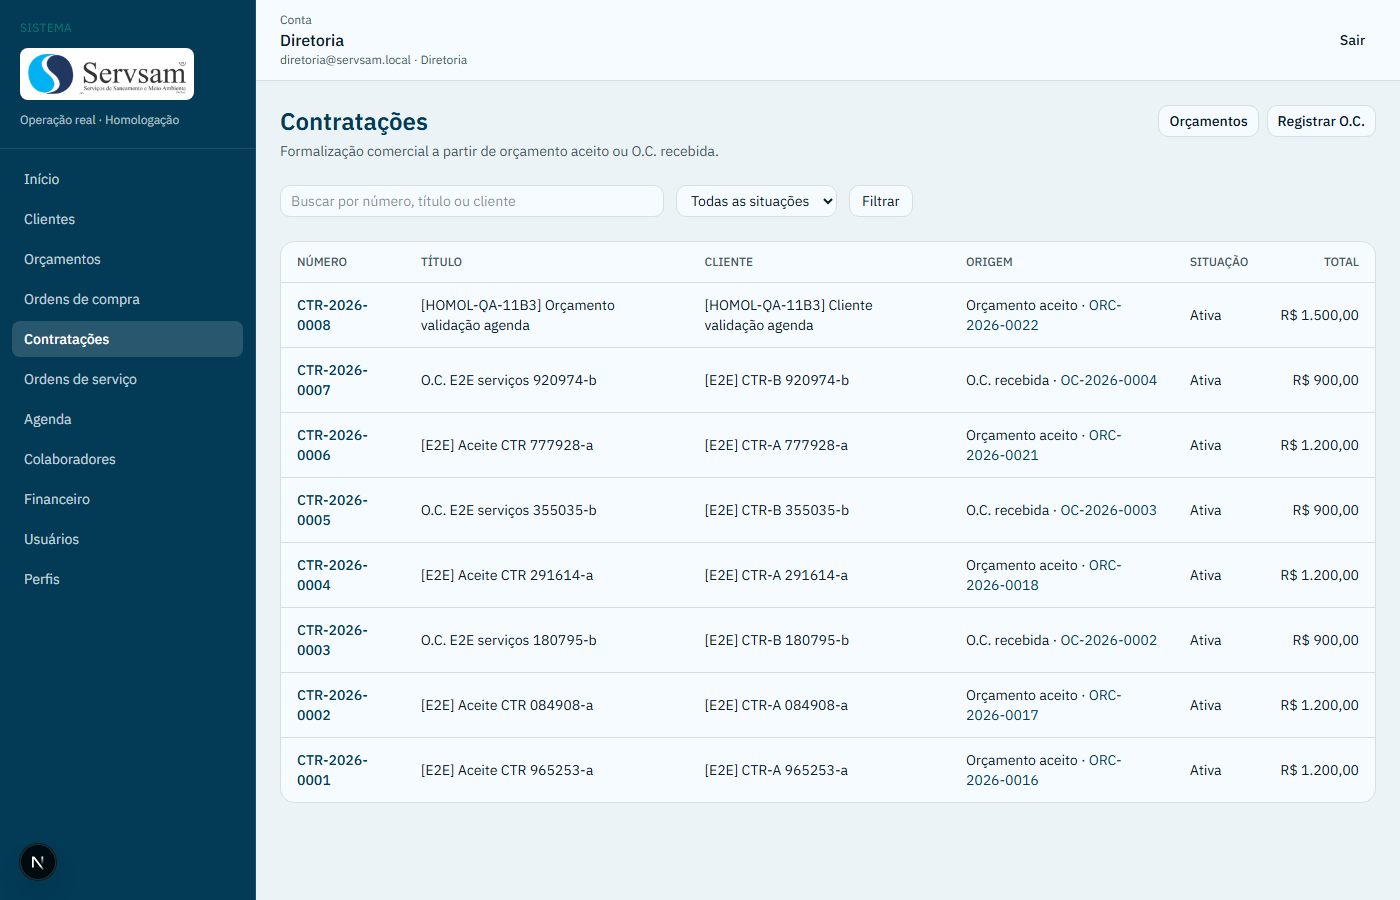 SISTEMA
Servsam
Serviços de Saneamento e Meio Ambiente
Operação real · Homologação
Início
Clientes
Orçamentos
Ordens de compra
Contratações
Ordens de serviço
Agenda
Colaboradores
Financeiro
Usuários
Perfis
N
Conta
Diretoria
diretoria@servsam.local · Diretoria
Sair
Contratações
Formalização comercial a partir de orçamento aceito ou O.C. recebida.
Orçamentos
Registrar O.C.
Buscar por número, título ou cliente
Todas as situações
Filtrar
NÚMERO TÍTULO CLIENTE ORIGEM SITUAÇÃO TOTAL
CTR-2026-
0008
[HOMOL-QA-11B3] Orçamento
validação agenda
[HOMOL-QA-11B3] Cliente
validação agenda
Orçamento aceito · ORC-
2026-0022
Ativa
R$ 1.500,00
CTR-2026-
0007
O.C. E2E serviços 920974-b
[E2E] CTR-B 920974-b
O.C. recebida · OC-2026-0004
Ativa
R$ 900,00
CTR-2026-
0006
[E2E] Aceite CTR 777928-a
[E2E] CTR-A 777928-a
Orçamento aceito · ORC-
2026-0021
Ativa
R$ 1.200,00
CTR-2026-
0005
O.C. E2E serviços 355035-b
[E2E] CTR-B 355035-b
O.C. recebida · OC-2026-0003
Ativa
R$ 900,00
CTR-2026-
0004
[E2E] Aceite CTR 291614-a
[E2E] CTR-A 291614-a
Orçamento aceito · ORC-
2026-0018
Ativa
R$ 1.200,00
CTR-2026-
0003
O.C. E2E serviços 180795-b
[E2E] CTR-B 180795-b
O.C. recebida · OC-2026-0002
Ativa
R$ 900,00
CTR-2026-
0002
[E2E] Aceite CTR 084908-a
[E2E] CTR-A 084908-a
Orçamento aceito · ORC-
2026-0017
Ativa
R$ 1.200,00
CTR-2026-
0001
[E2E] Aceite CTR 965253-a
[E2E] CTR-A 965253-a
Orçamento aceito · ORC-
2026-0016
Ativa
R$ 1.200,00